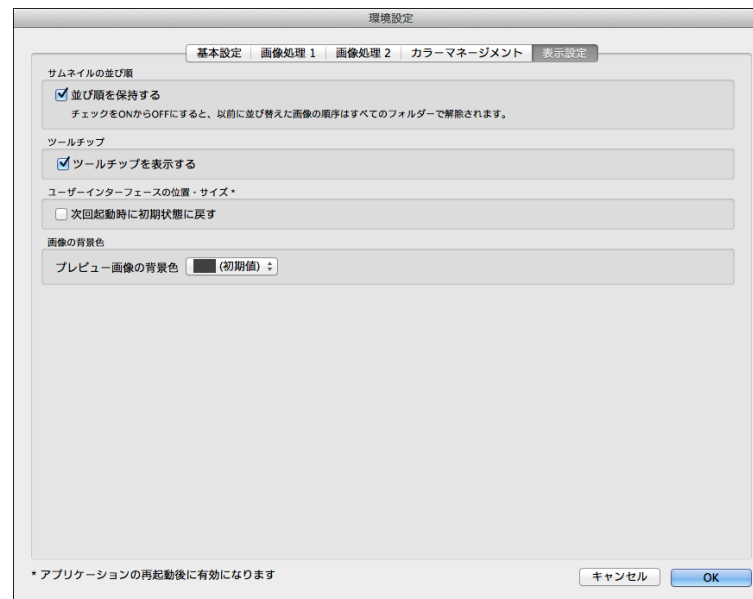 環境設定
基本設定 画像処理 1 画像処理 2 カラーマネージメント 表示設定
サムネイルの並び順
並び順を保持する
チェックをONからOFFにすると、以前に並び替えた画像の順序はすべてのフォルダーで解除されます。
ツールチップ
ツールチップを表示する
ユーザーインターフェースの位置・サイズ *
次回起動時に初期状態に戻す
画像の背景色
プレビュー画像の背景色 (初期値)
* アプリケーションの再起動後に有効になります
キャンセル OK